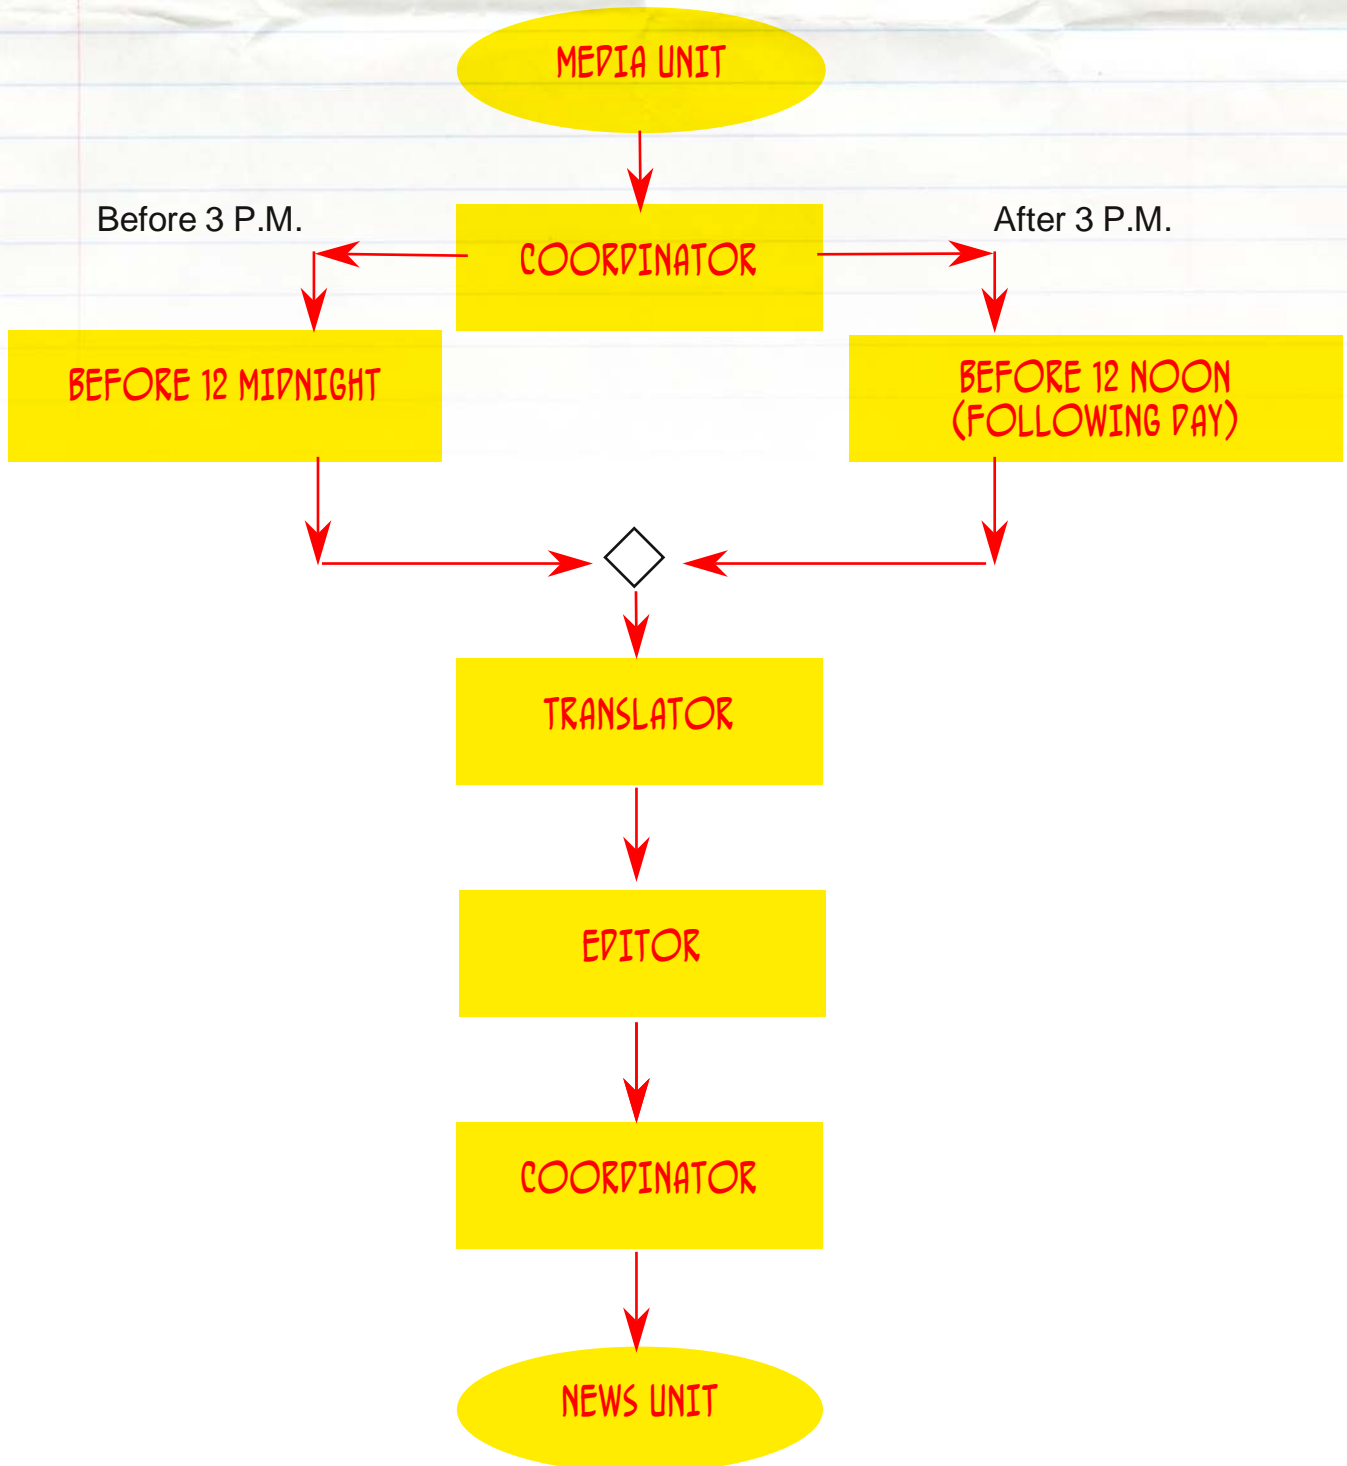 MEDIA UNIT
Before 3 P.M.
COORDINATOR
After 3 P.M.
BEFORE 12 MIDNIGHT
BEFORE 12 NOON
(FOLLOWING DAY)
TRANSLATOR
EDITOR
COORDINATOR
NEWS UNIT